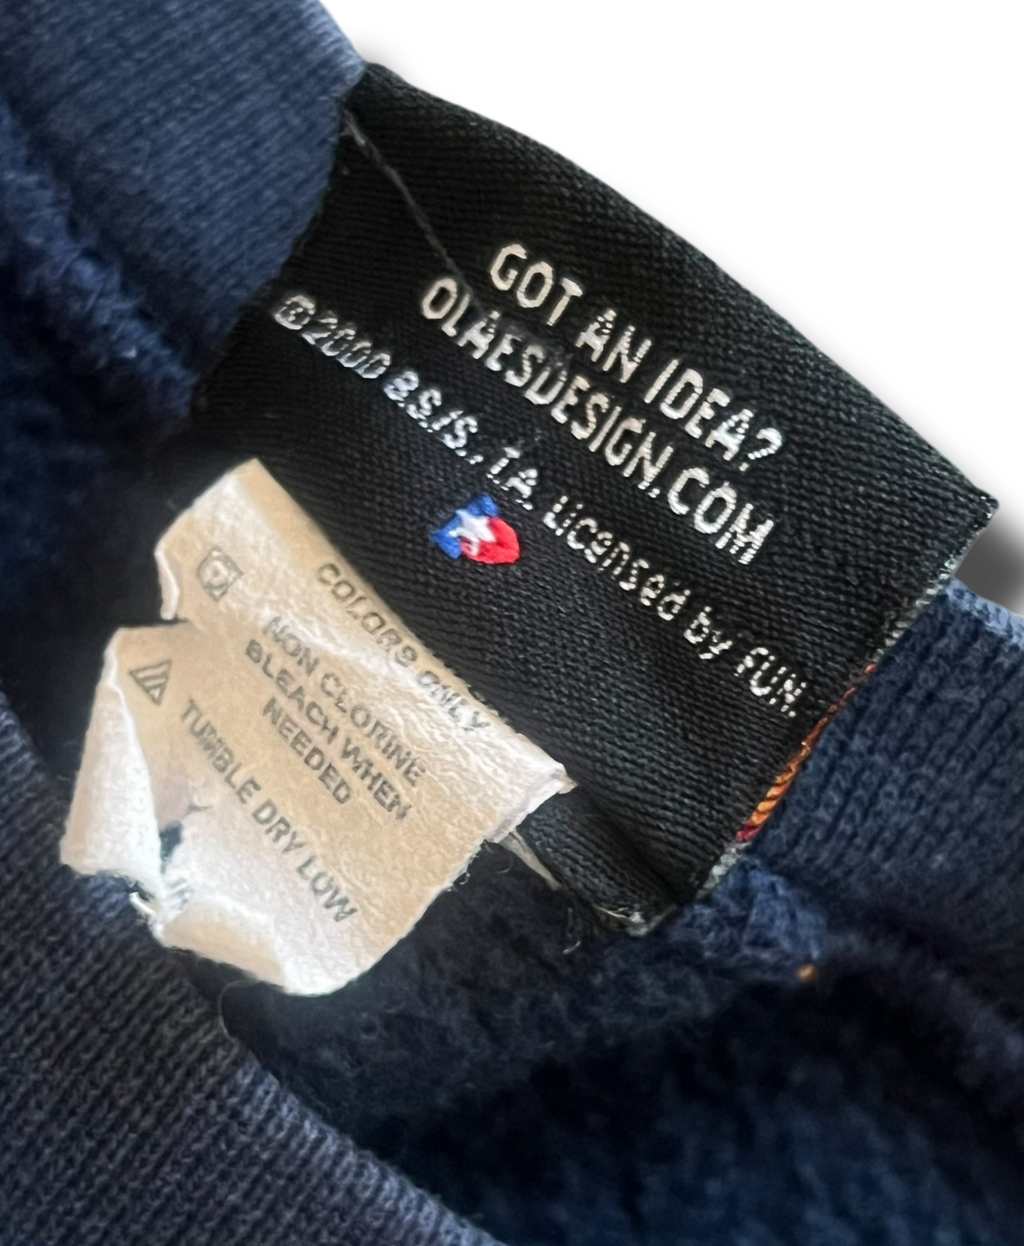 GOT AN IDEA?
OLAESDESIGN.COM
©2000 B.S./S., T.A. Licensed by FUN.
COLORS ONLY
NON CLORINE
BLEACH WHEN
NEEDED
TUMBLE DRY LOW